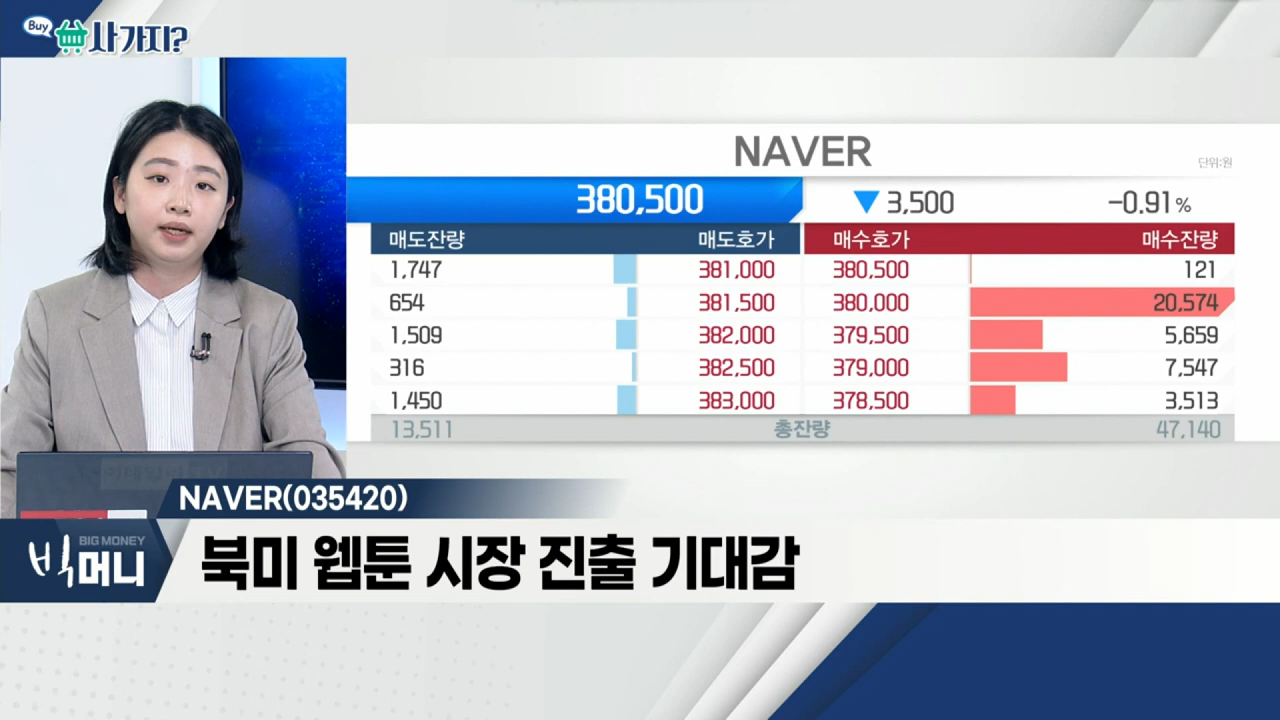 Buy 사가지?
NAVER
단위:원
380,500 ▼ 3,500 -0.91 %
매도잔량 매도호가 매수호가 매수잔량
1,747 381,000 380,500 121
654 381,500 380,000 20,574
1,509 382,000 379,500 5,659
316 382,500 379,000 7,547
1,450 383,000 378,500 3,513
13,511 총잔량 47,140
NAVER(035420)
BIG MONEY
빅머니
북미 웹툰 시장 진출 기대감